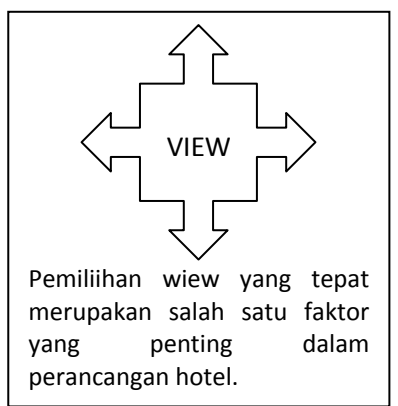 VIEW
Pemiliihan wiew yang tepat
merupakan salah satu faktor
yang penting dalam
perancangan hotel.